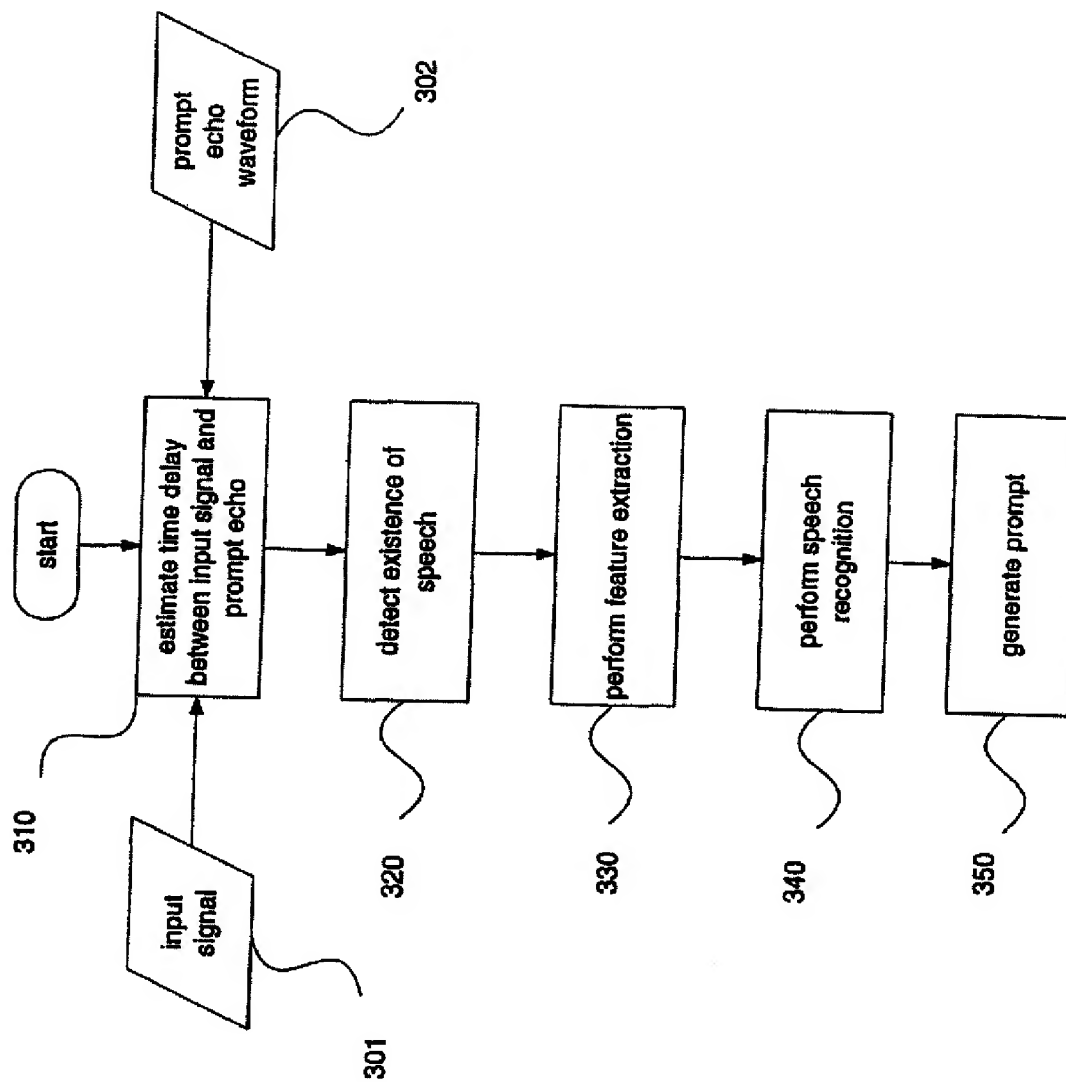 start
310
estimate time delay
between input signal and
prompt echo
input
signal
301
prompt
echo
waveform
302
detect existence of
speech
320
perform feature extraction
330
perform speech
recognition
340
generate prompt
350